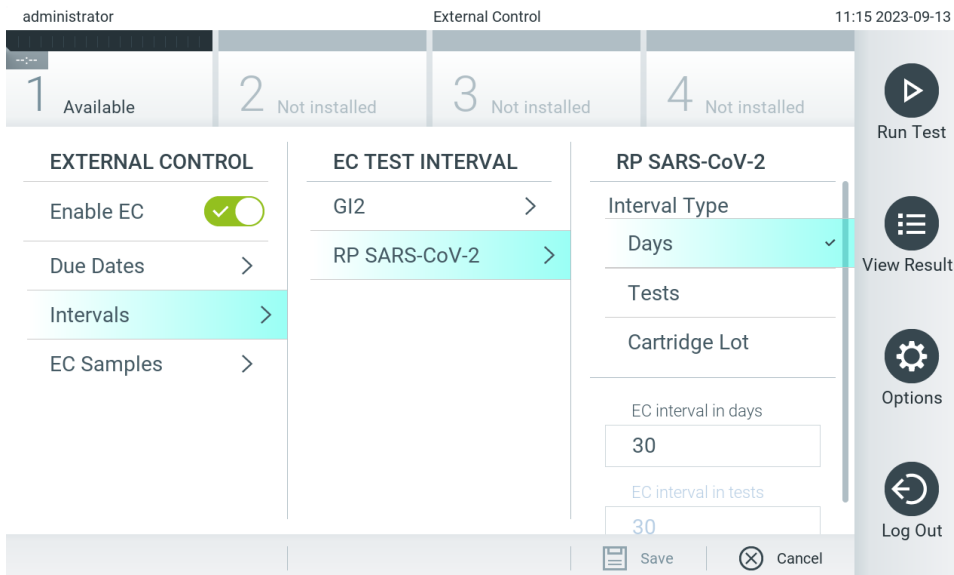 administrator
External Control
11:15 2023-09-13
--:--
1 Available
2 Not installed
3 Not installed
4 Not installed
EXTERNAL CONTROL
Enable EC
Due Dates
Intervals
EC Samples
EC TEST INTERVAL
GI2
RP SARS-CoV-2
RP SARS-CoV-2
Interval Type
Days
Tests
Cartridge Lot
EC interval in days
30
EC interval in tests
30
Save
Cancel
Run Test
View Result
Options
Log Out